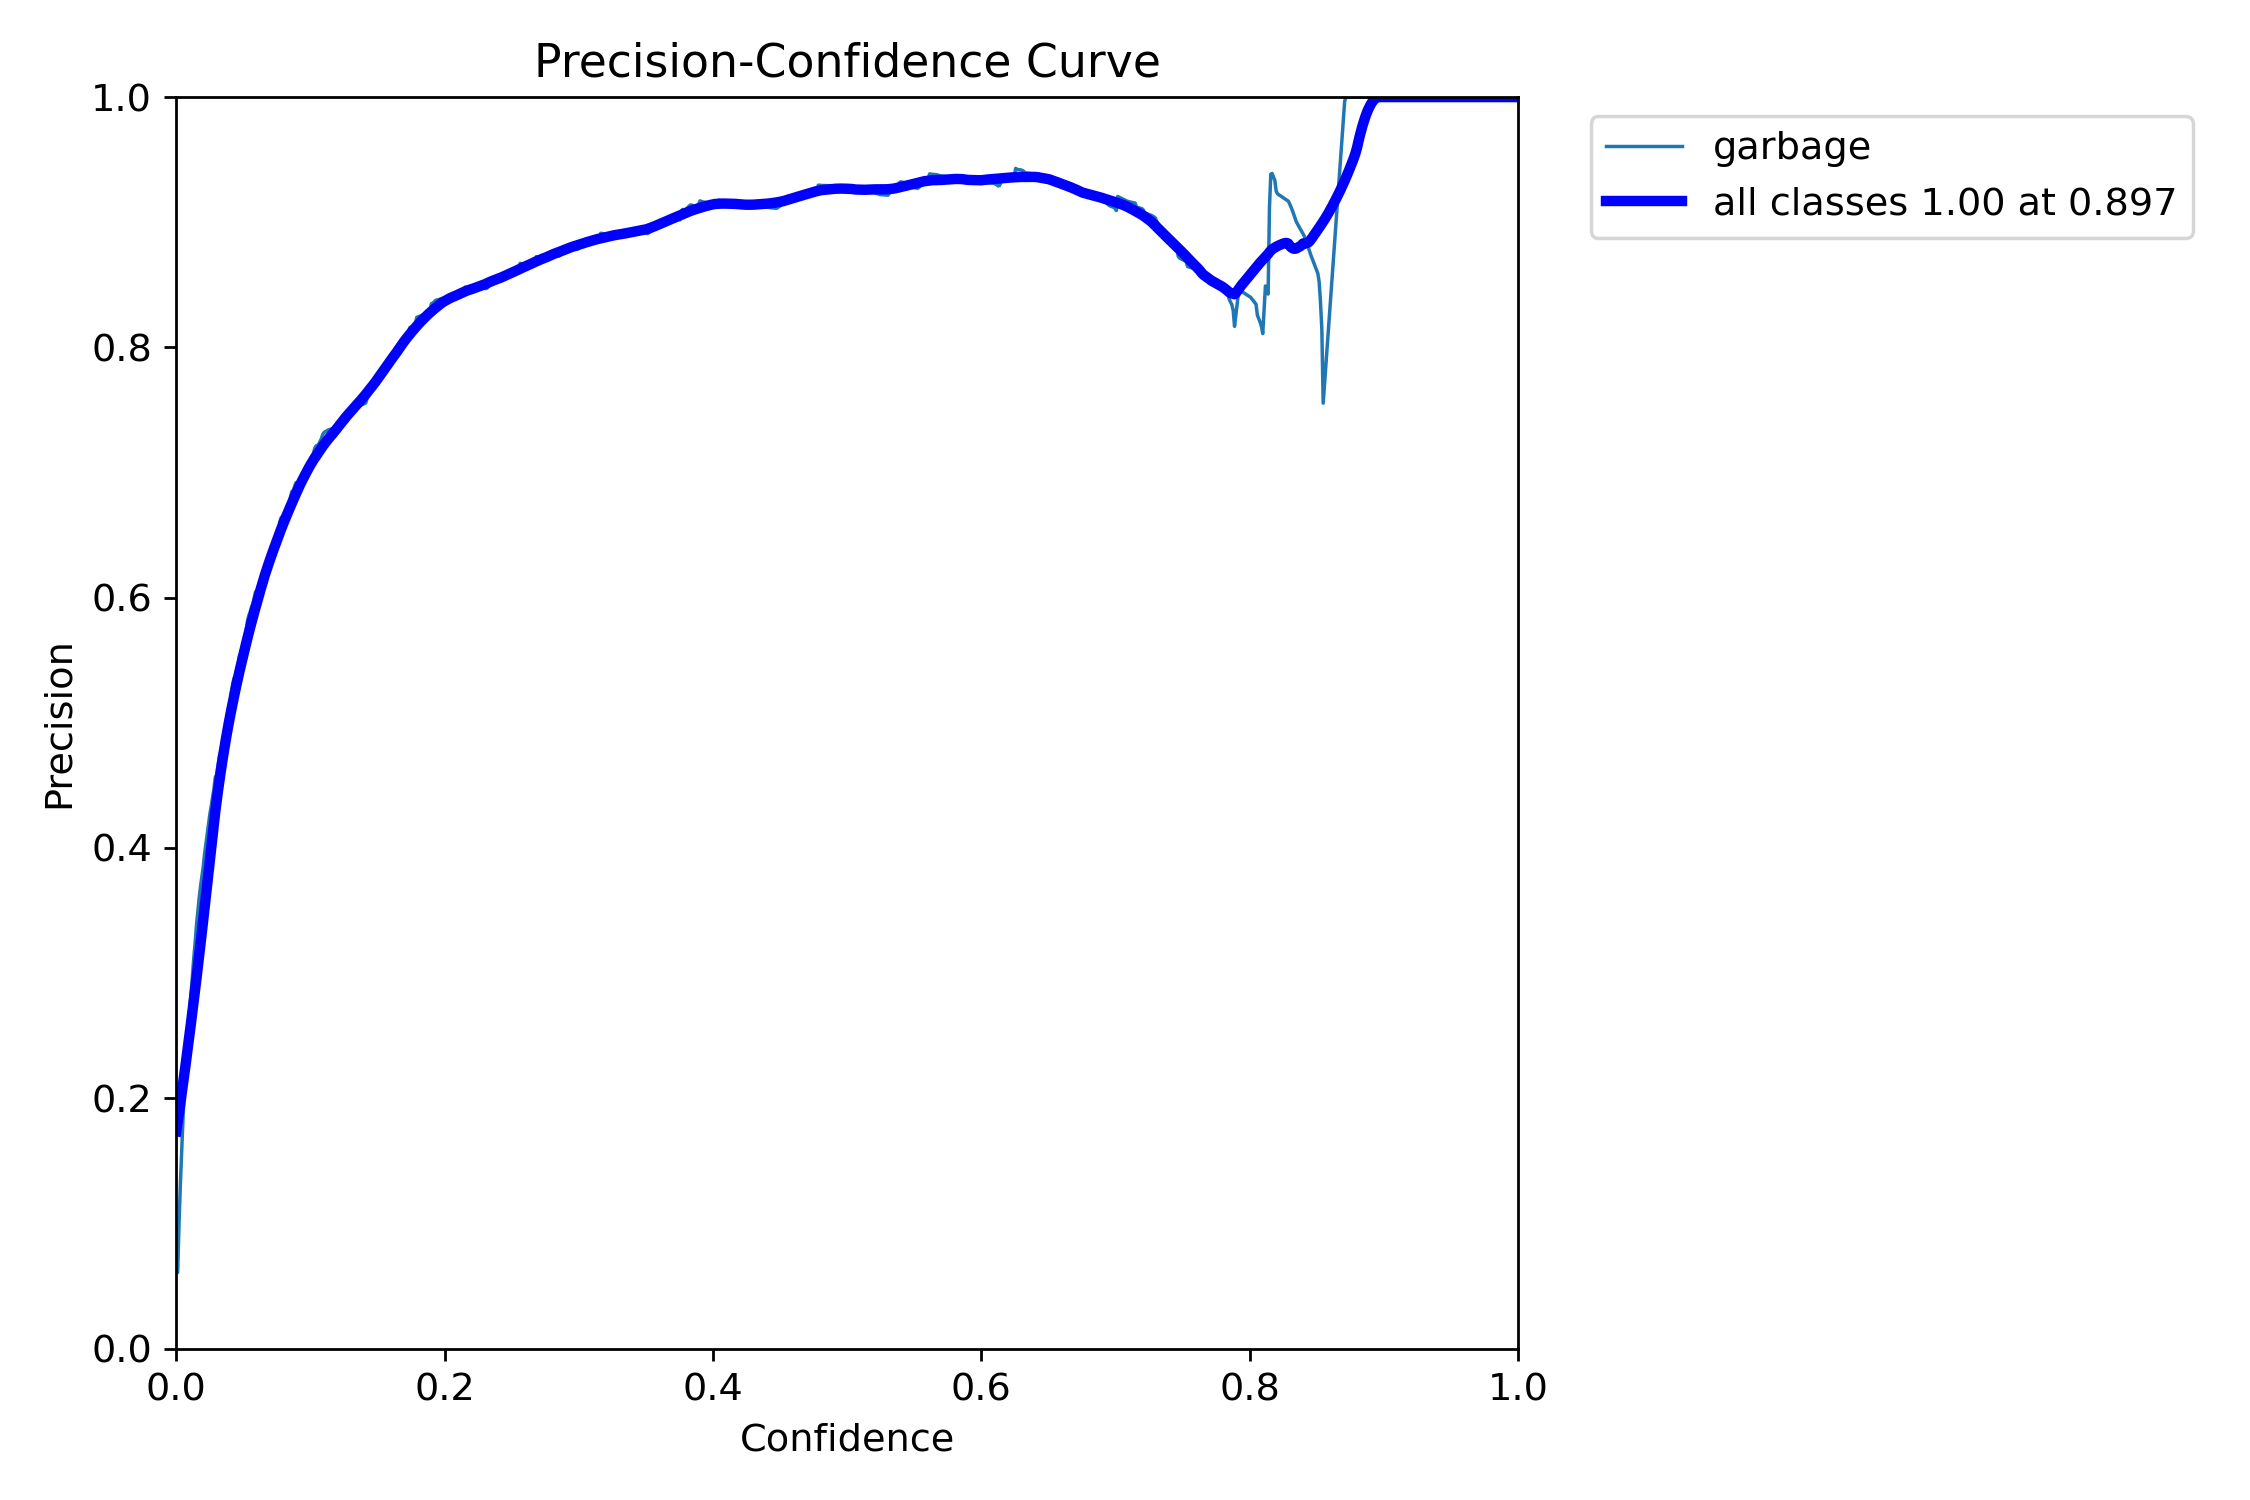 Precision-Confidence Curve
1.0
0.8
0.6
0.4
0.2
0.0
Precision
0.0 0.2 0.4 0.6 0.8 1.0
Confidence
garbage
all classes 1.00 at 0.897